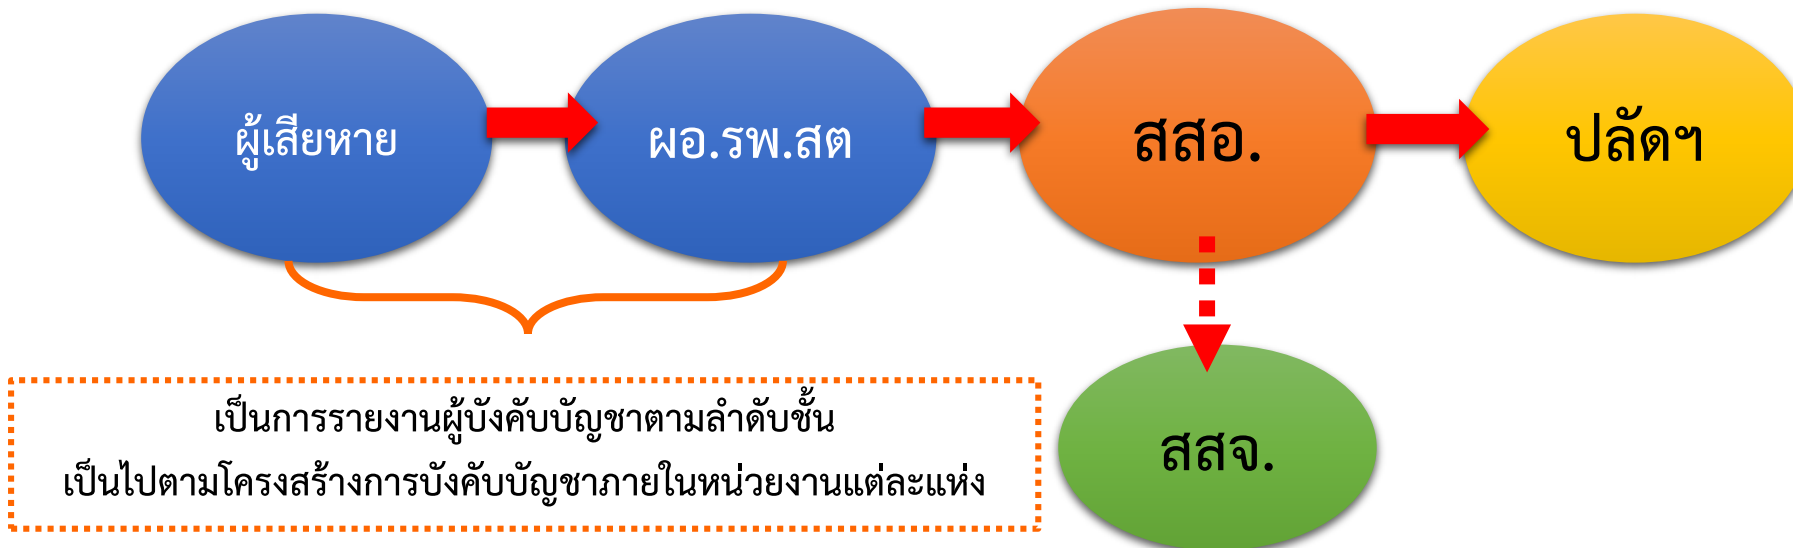 ผู้เสียหาย
ผอ.รพ.สต
สสอ.
ปลัดฯ
สสจ.
เป็นการรายงานผู้บังคับบัญชาตามลำดับชั้น
เป็นไปตามโครงสร้างการบังคับบัญชาภายในหน่วยงานแต่ละแห่ง